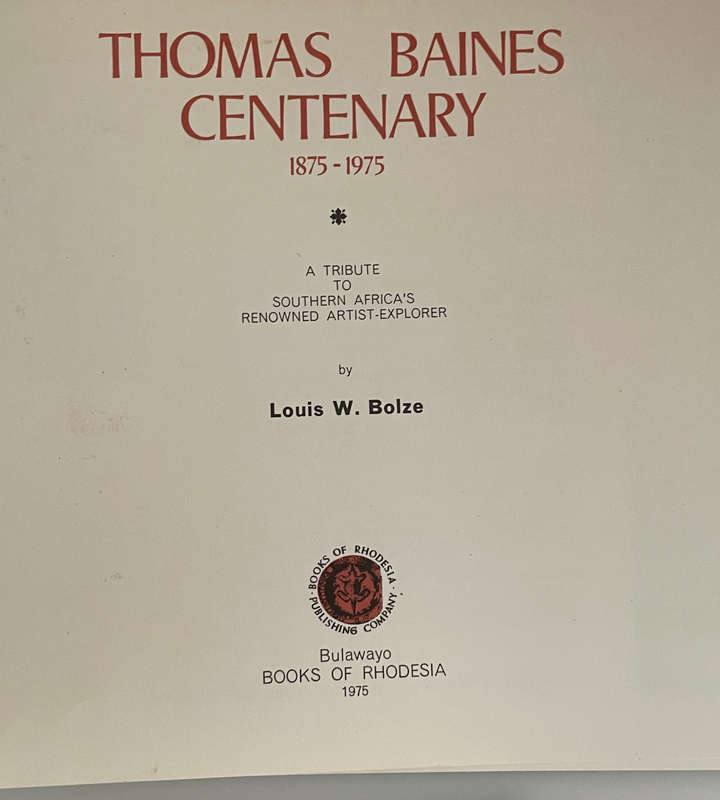 THOMAS BAINES
CENTENARY
1875-1975
A TRIBUTE
TO
SOUTHERN AFRICA'S
RENOWNED ARTIST-EXPLORER
by
Louis W. Bolze
· BOOKS OF RHODESIA ·
PUBLISHING COMPANY
Bulawayo
BOOKS OF RHODESIA
1975